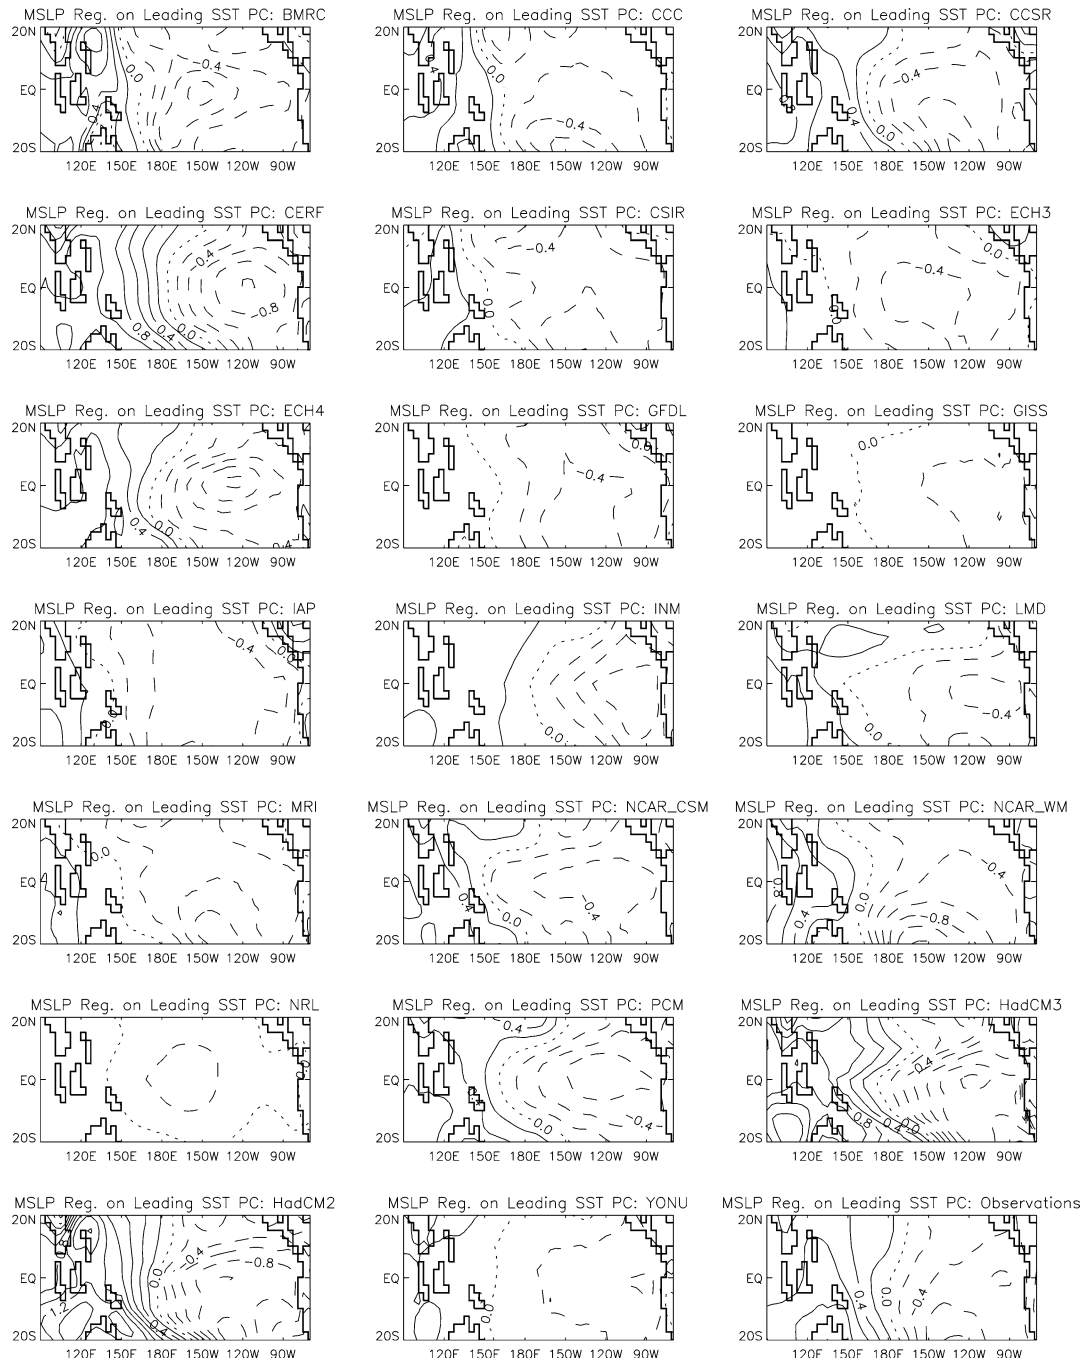 MSLP Reg. on Leading SST PC: BMRC
MSLP Reg. on Leading SST PC: CCC
MSLP Reg. on Leading SST PC: CCSR
20N
20N
20N
0.0
-0.4
0.0
-0.4
EQ
EQ
EQ
-0.4
0.4
0.0
20S
20S
20S
120E 150E 180E 150W 120W 90W
120E 150E 180E 150W 120W 90W
120E 150E 180E 150W 120W 90W
MSLP Reg. on Leading SST PC: CERF
MSLP Reg. on Leading SST PC: CSIR
MSLP Reg. on Leading SST PC: ECH3
20N
20N
20N
-0.4
-0.4
0.0
-0.4
EQ
EQ
EQ
-0.8
0.0
0.0
0.8
0.4
0.0
20S
20S
20S
120E 150E 180E 150W 120W 90W
120E 150E 180E 150W 120W 90W
120E 150E 180E 150W 120W 90W
MSLP Reg. on Leading SST PC: ECH4
MSLP Reg. on Leading SST PC: GFDL
MSLP Reg. on Leading SST PC: GISS
20N
20N
20N
0.0
0.0
-0.4
EQ
EQ
EQ
0.4
0.0
20S
20S
20S
120E 150E 180E 150W 120W 90W
120E 150E 180E 150W 120W 90W
120E 150E 180E 150W 120W 90W
MSLP Reg. on Leading SST PC: IAP
MSLP Reg. on Leading SST PC: INM
MSLP Reg. on Leading SST PC: LMD
20N
20N
20N
-0.4
0.0
EQ
EQ
EQ
-0.4
0.0
0.0
0.0
20S
20S
20S
120E 150E 180E 150W 120W 90W
120E 150E 180E 150W 120W 90W
120E 150E 180E 150W 120W 90W
MSLP Reg. on Leading SST PC: MRI
MSLP Reg. on Leading SST PC: NCAR_CSM
MSLP Reg. on Leading SST PC: NCAR_WM
20N
20N
20N
0.0
-0.4
EQ
EQ
EQ
0.8
0.4
0.0
-0.4
0.4
0.0
-0.8
20S
20S
20S
120E 150E 180E 150W 120W 90W
120E 150E 180E 150W 120W 90W
120E 150E 180E 150W 120W 90W
MSLP Reg. on Leading SST PC: NRL
MSLP Reg. on Leading SST PC: PCM
MSLP Reg. on Leading SST PC: HadCM3
20N
20N
20N
0.4
-0.4
0.0
EQ
EQ
EQ
0.0
-0.4
0.8
0.4
0.0
20S
20S
20S
120E 150E 180E 150W 120W 90W
120E 150E 180E 150W 120W 90W
120E 150E 180E 150W 120W 90W
MSLP Reg. on Leading SST PC: HadCM2
MSLP Reg. on Leading SST PC: YONU
MSLP Reg. on Leading SST PC: Observations
20N
20N
20N
-0.4
-0.8
0.0
EQ
EQ
EQ
1.2
0.4
0.0
0.4
0.0
-0.4
20S
20S
20S
120E 150E 180E 150W 120W 90W
120E 150E 180E 150W 120W 90W
120E 150E 180E 150W 120W 90W